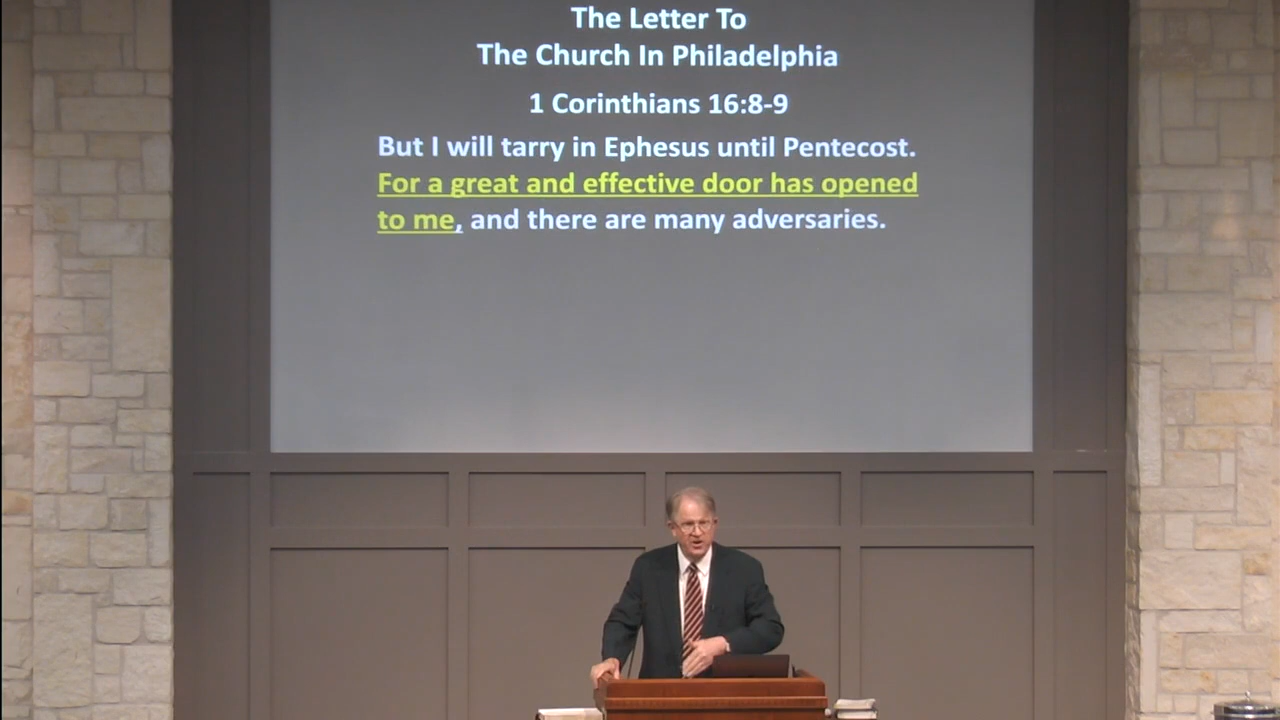 The Letter To
The Church In Philadelphia
1 Corinthians 16:8-9
But I will tarry in Ephesus until Pentecost.
For a great and effective door has opened
to me, and there are many adversaries.